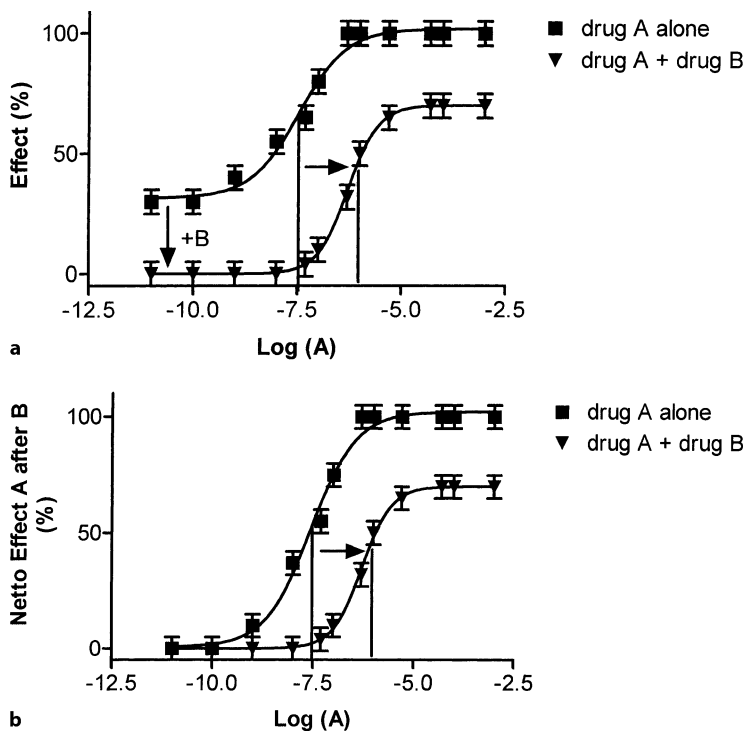 drug A alone
drug A + drug B
100
50
0
Effect (%)
+B
-12.5 -10.0 -7.5 -5.0 -2.5
Log (A)
a
drug A alone
drug A + drug B
100
50
0
Netto Effect A after B
(%)
-12.5 -10.0 -7.5 -5.0 -2.5
Log (A)
b